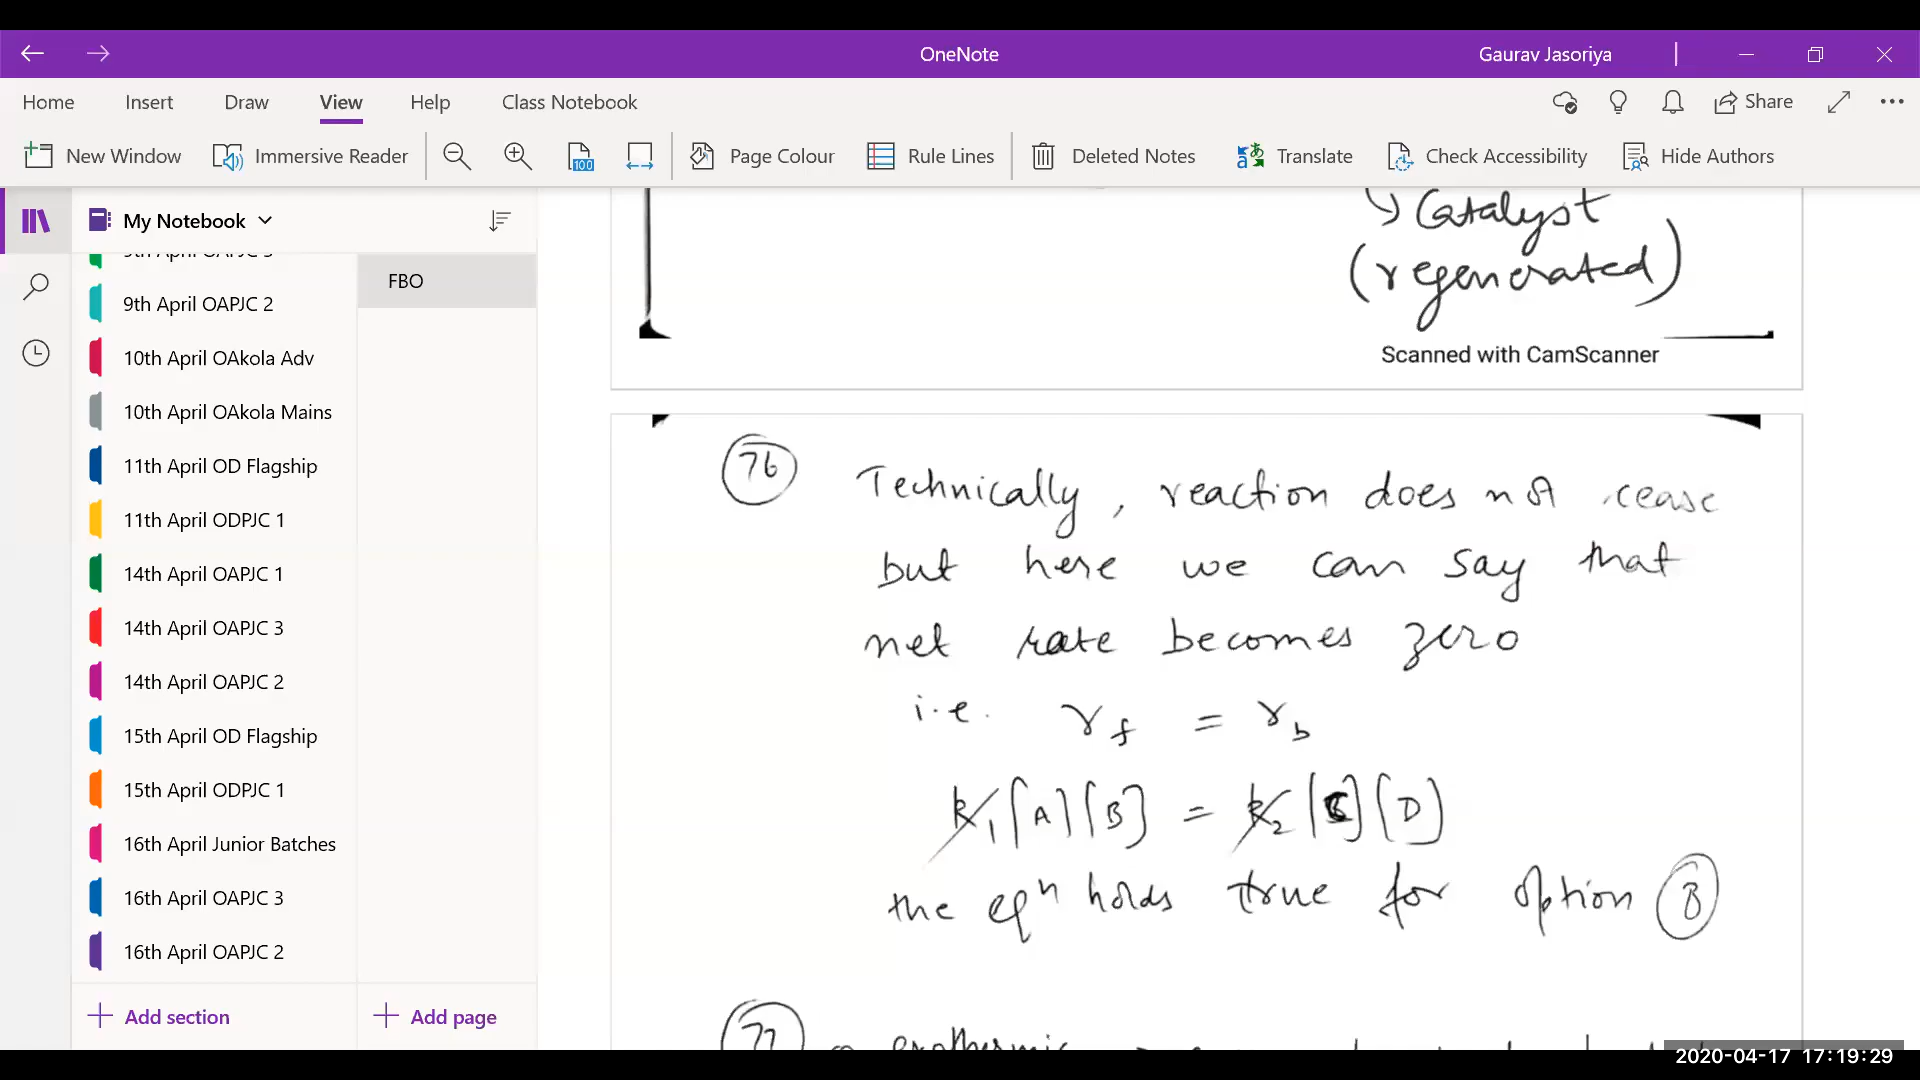 OneNote
Gaurav Jasoriya
Home Insert Draw View Help Class Notebook
Share
New Window Immersive Reader 100 Page Colour Rule Lines Deleted Notes Translate Check Accessibility Hide Authors
My Notebook
FBO
9th April OAPJC 2
10th April OAkola Adv
10th April OAkola Mains
11th April OD Flagship
11th April ODPJC 1
14th April OAPJC 1
14th April OAPJC 3
14th April OAPJC 2
15th April OD Flagship
15th April ODPJC 1
16th April Junior Batches
16th April OAPJC 3
16th April OAPJC 2
Add section
Add page
↳ Catalyst
(regenerated)
Scanned with CamScanner
76 Technically, reaction does not cease
but here we can say that
net rate becomes zero
i.e. r_f = r_b
k_1 [A][B] = k_2 [C][D]
the eqⁿ holds true for option B
77
2020-04-17 17:19:29